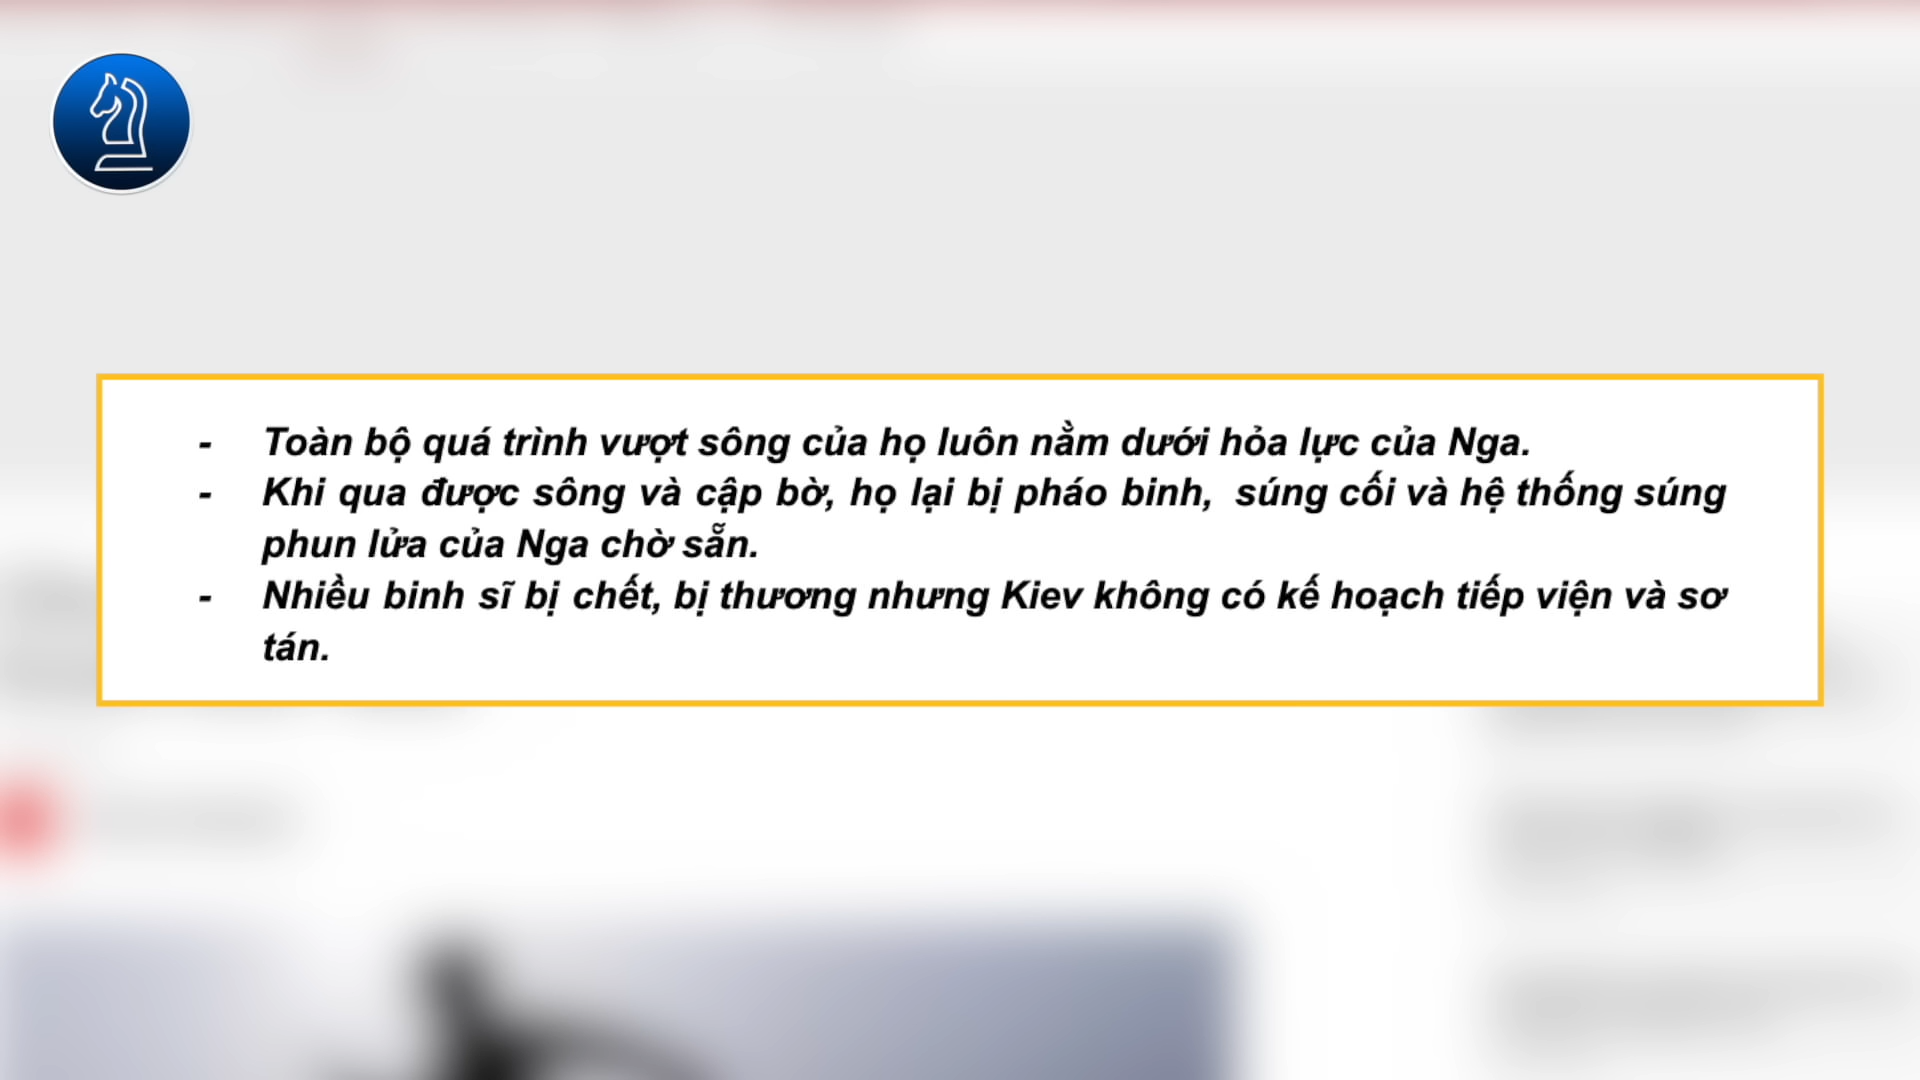 - Toàn bộ quá trình vượt sông của họ luôn nằm dưới hỏa lực của Nga.
- Khi qua được sông và cập bờ, họ lại bị pháo binh,  súng cối và hệ thống súng
phun lửa của Nga chờ sẵn.
- Nhiều binh sĩ bị chết, bị thương nhưng Kiev không có kế hoạch tiếp viện và sơ
tán.